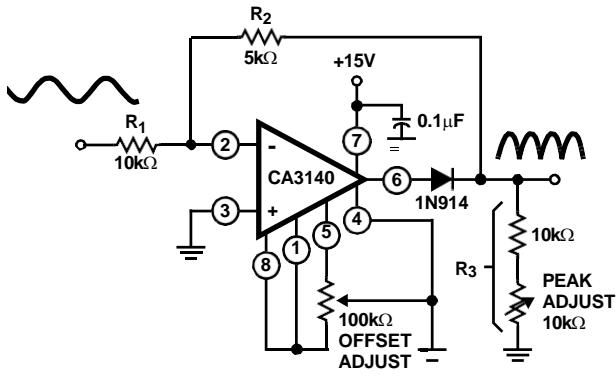 R2
5kΩ
+15V
R1
10kΩ
0.1μF
2
-
7
CA3140
6
1N914
3
+
4
5
1
8
10kΩ
R3
PEAK
ADJUST
10kΩ
100kΩ
OFFSET
ADJUST